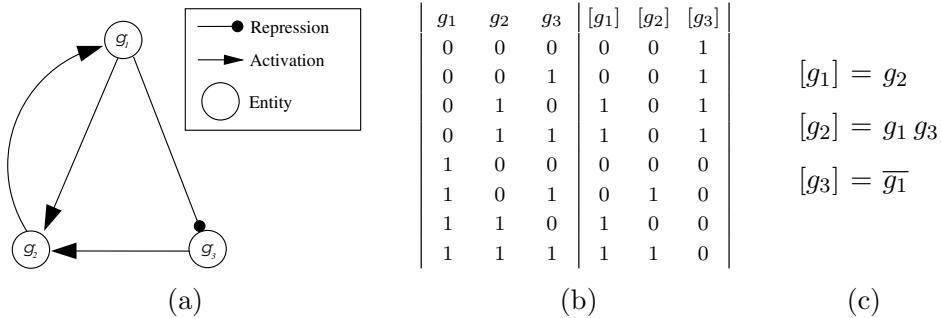 g₁
g₂
g₃
Repression
Activation
Entity
(a)
g₁ g₂ g₃ [g₁] [g₂] [g₃]
0 0 0 0 0 1
0 0 1 0 0 1
0 1 0 1 0 1
0 1 1 1 0 1
1 0 0 0 0 0
1 0 1 0 1 0
1 1 0 1 0 0
1 1 1 1 1 0
(b)
[g₁] = g₂
[g₂] = g₁ g₃
[g₃] = g̅₁
(c)